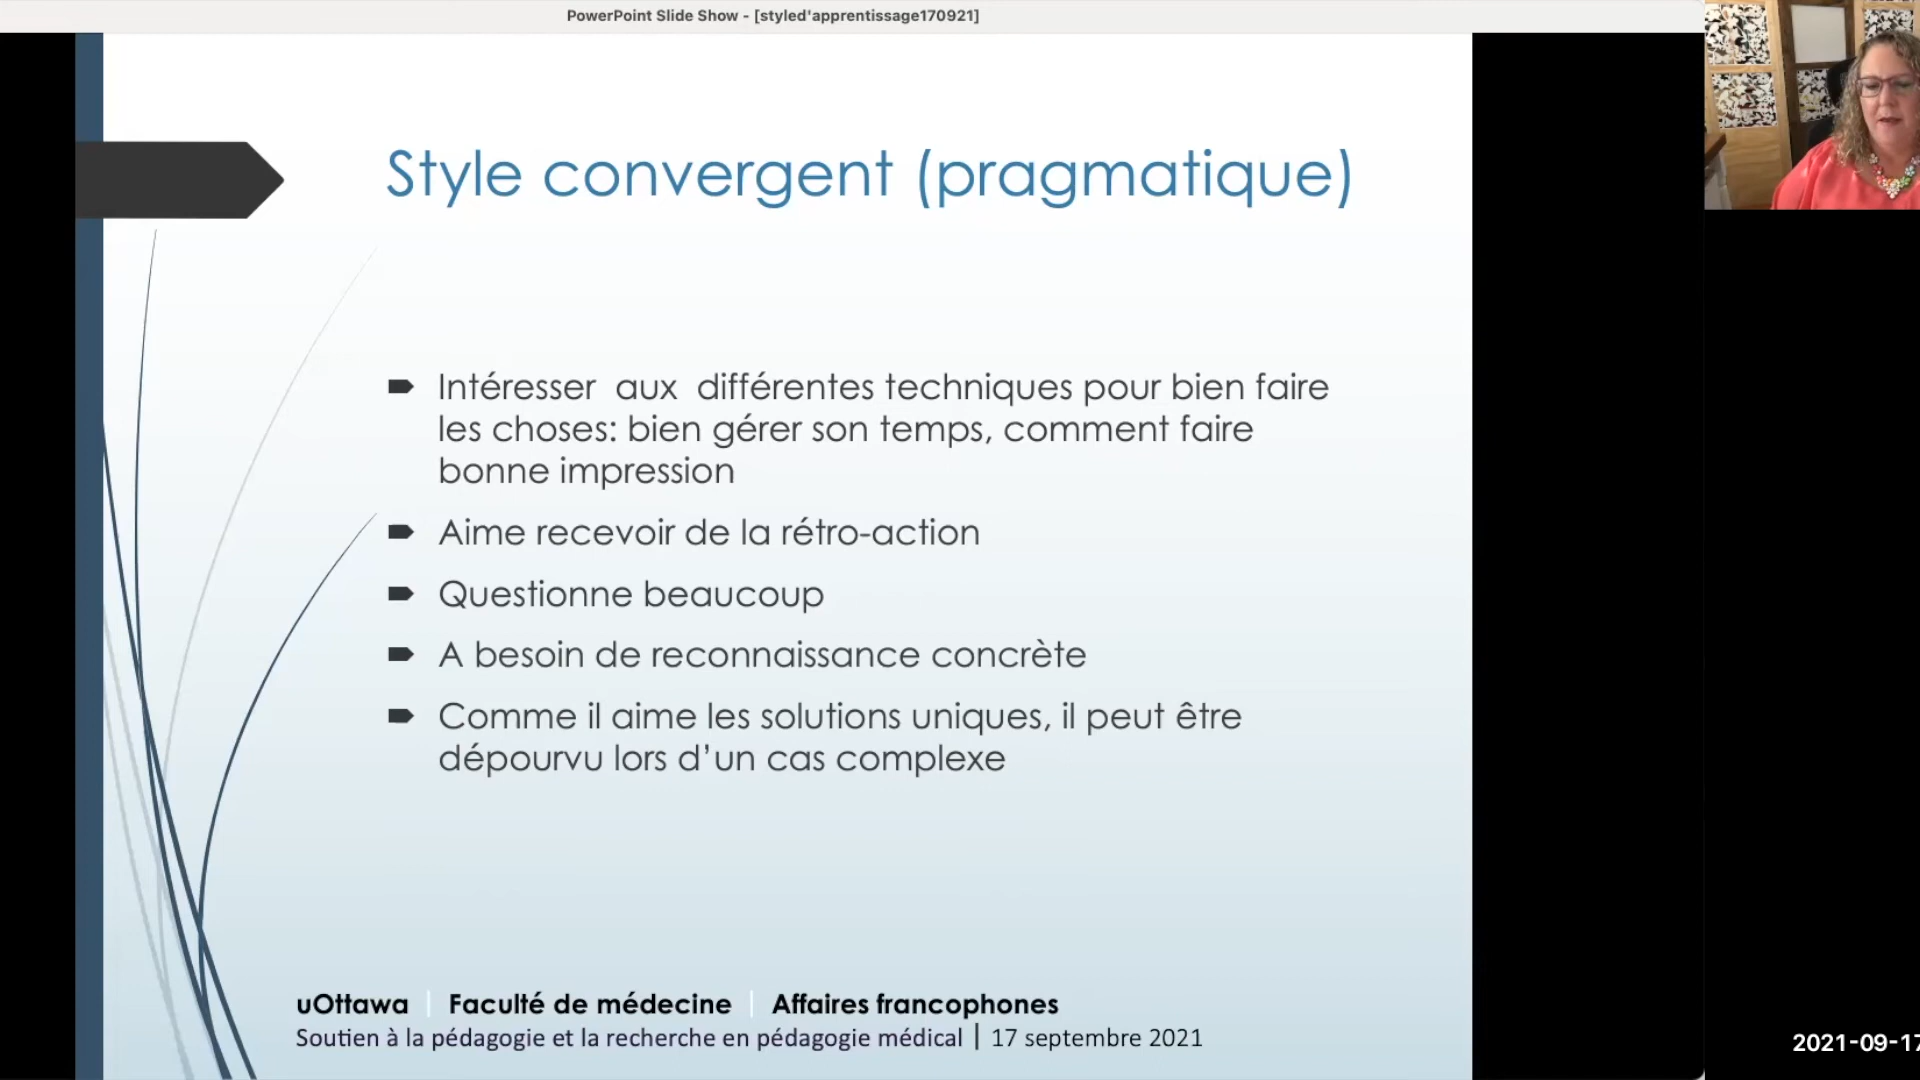 PowerPoint Slide Show - [styled'apprentissage170921]
Style convergent (pragmatique)
Intéresser aux différentes techniques pour bien faire
les choses: bien gérer son temps, comment faire
bonne impression
Aime recevoir de la rétro-action
Questionne beaucoup
A besoin de reconnaissance concrète
Comme il aime les solutions uniques, il peut être
dépourvu lors d’un cas complexe
uOttawa | Faculté de médecine | Affaires francophones
Soutien à la pédagogie et la recherche en pédagogie médical | 17 septembre 2021
2021-09-17